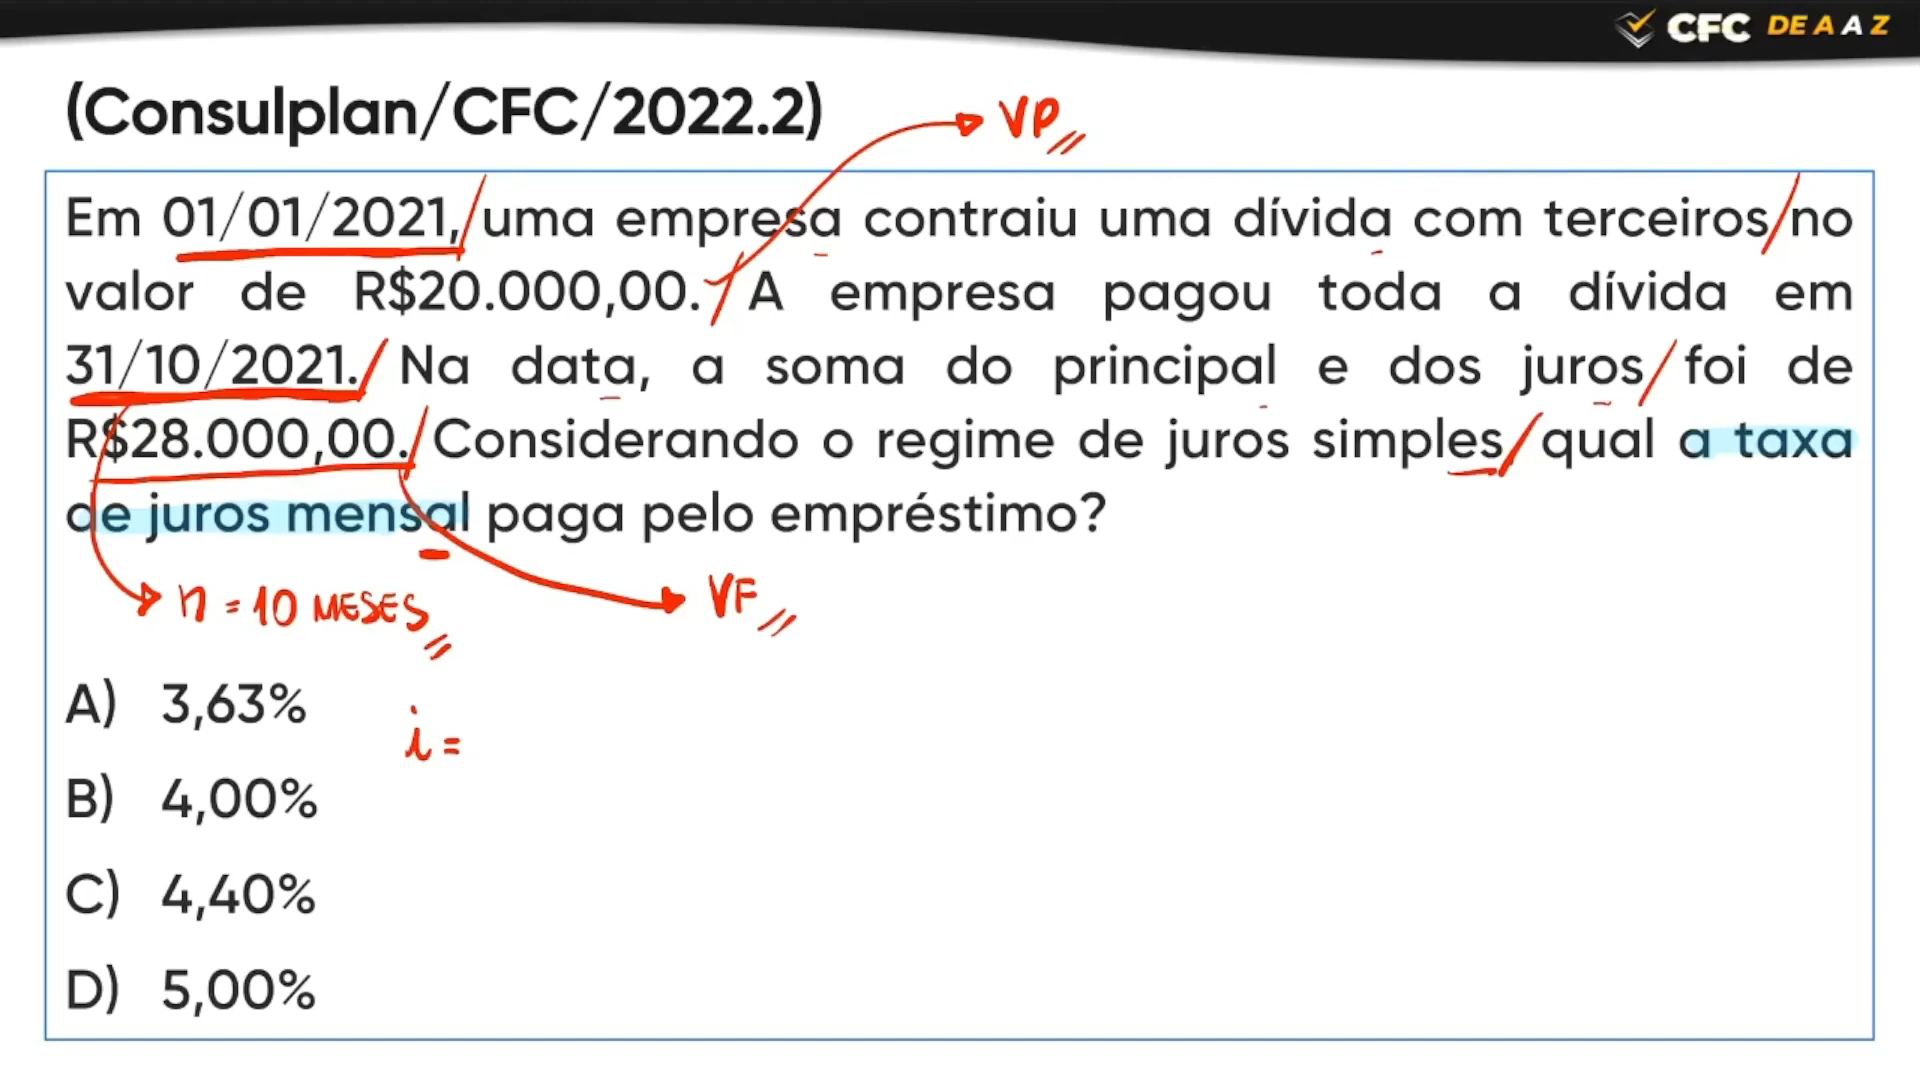 CFC DE A A Z
(Consulplan/CFC/2022.2)
VP
Em 01/01/2021, uma empresa contraiu uma dívida com terceiros no
valor de R$20.000,00. A empresa pagou toda a dívida em
31/10/2021. Na data, a soma do principal e dos juros foi de
R$28.000,00. Considerando o regime de juros simples, qual a taxa
de juros mensal paga pelo empréstimo?
n = 10 MESES
VF
A) 3,63%
i =
B) 4,00%
C) 4,40%
D) 5,00%